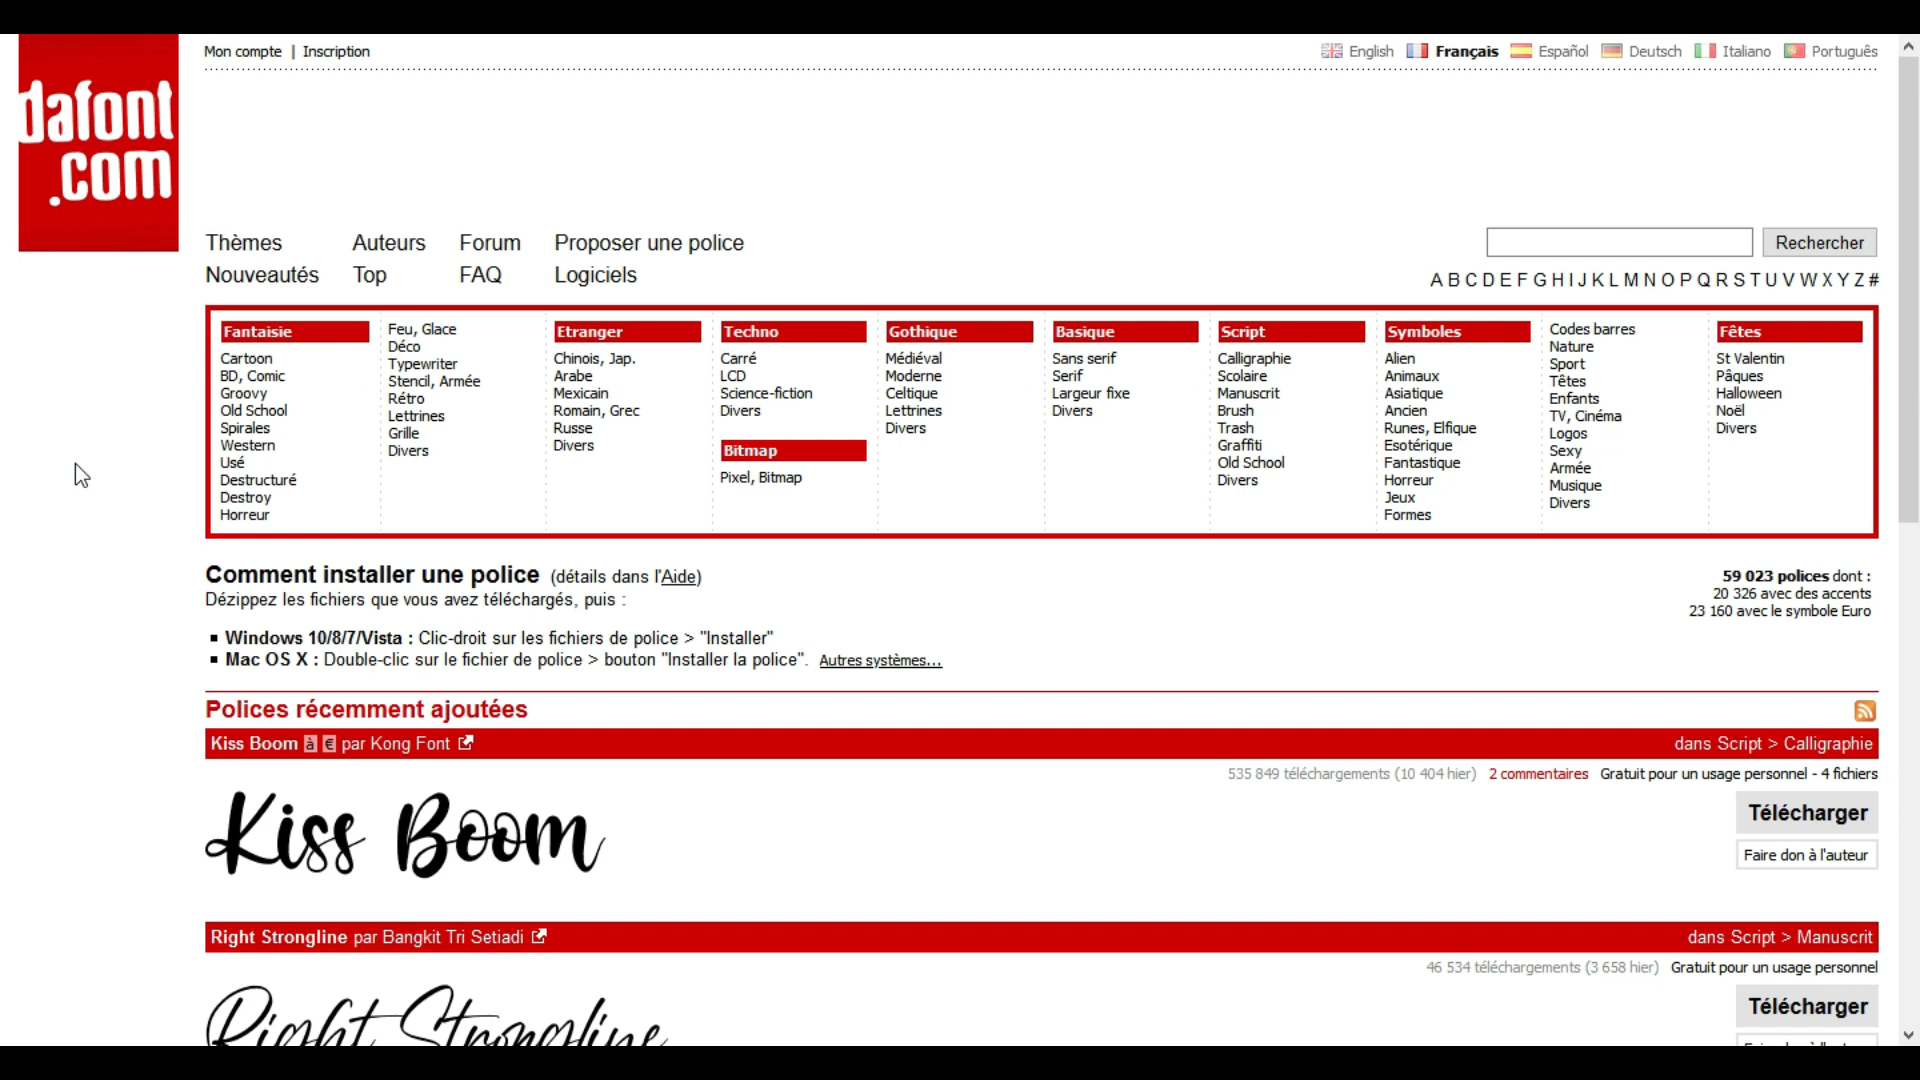 dafont
.com
Mon compte | Inscription
English Français Español Deutsch Italiano Português
Thèmes Auteurs Forum Proposer une police
Nouveautés Top FAQ Logiciels
Rechercher
A B C D E F G H I J K L M N O P Q R S T U V W X Y Z #
Fantaisie
Cartoon
BD, Comic
Groovy
Old School
Spirales
Western
Usé
Destructuré
Destroy
Horreur
Feu, Glace
Déco
Typewriter
Stencil, Armée
Rétro
Lettrines
Grille
Divers
Etranger
Chinois, Jap.
Arabe
Mexicain
Romain, Grec
Russe
Divers
Techno
Carré
LCD
Science-fiction
Divers
Bitmap
Pixel, Bitmap
Gothique
Médiéval
Moderne
Celtique
Lettrines
Divers
Basique
Sans serif
Serif
Largeur fixe
Divers
Script
Calligraphie
Scolaire
Manuscrit
Brush
Trash
Graffiti
Old School
Divers
Symboles
Alien
Animaux
Asiatique
Ancien
Runes, Elfique
Esotérique
Fantastique
Horreur
Jeux
Formes
Codes barres
Nature
Sport
Têtes
Enfants
TV, Cinéma
Logos
Sexy
Armée
Musique
Divers
Fêtes
St Valentin
Pâques
Halloween
Noël
Divers
Comment installer une police (détails dans l'Aide)
Dézippez les fichiers que vous avez téléchargés, puis :
▪ Windows 10/8/7/Vista : Clic-droit sur les fichiers de police > "Installer"
▪ Mac OS X : Double-clic sur le fichier de police > bouton "Installer la police". Autres systèmes...
59 023 polices dont :
20 326 avec des accents
23 160 avec le symbole Euro
Polices récemment ajoutées
Kiss Boom à € par Kong Font dans Script > Calligraphie
535 849 téléchargements (10 404 hier) 2 commentaires Gratuit pour un usage personnel - 4 fichiers
Kiss Boom
Télécharger
Faire don à l'auteur
Right Strongline par Bangkit Tri Setiadi dans Script > Manuscrit
46 534 téléchargements (3 658 hier) Gratuit pour un usage personnel
Right Strongline
Télécharger